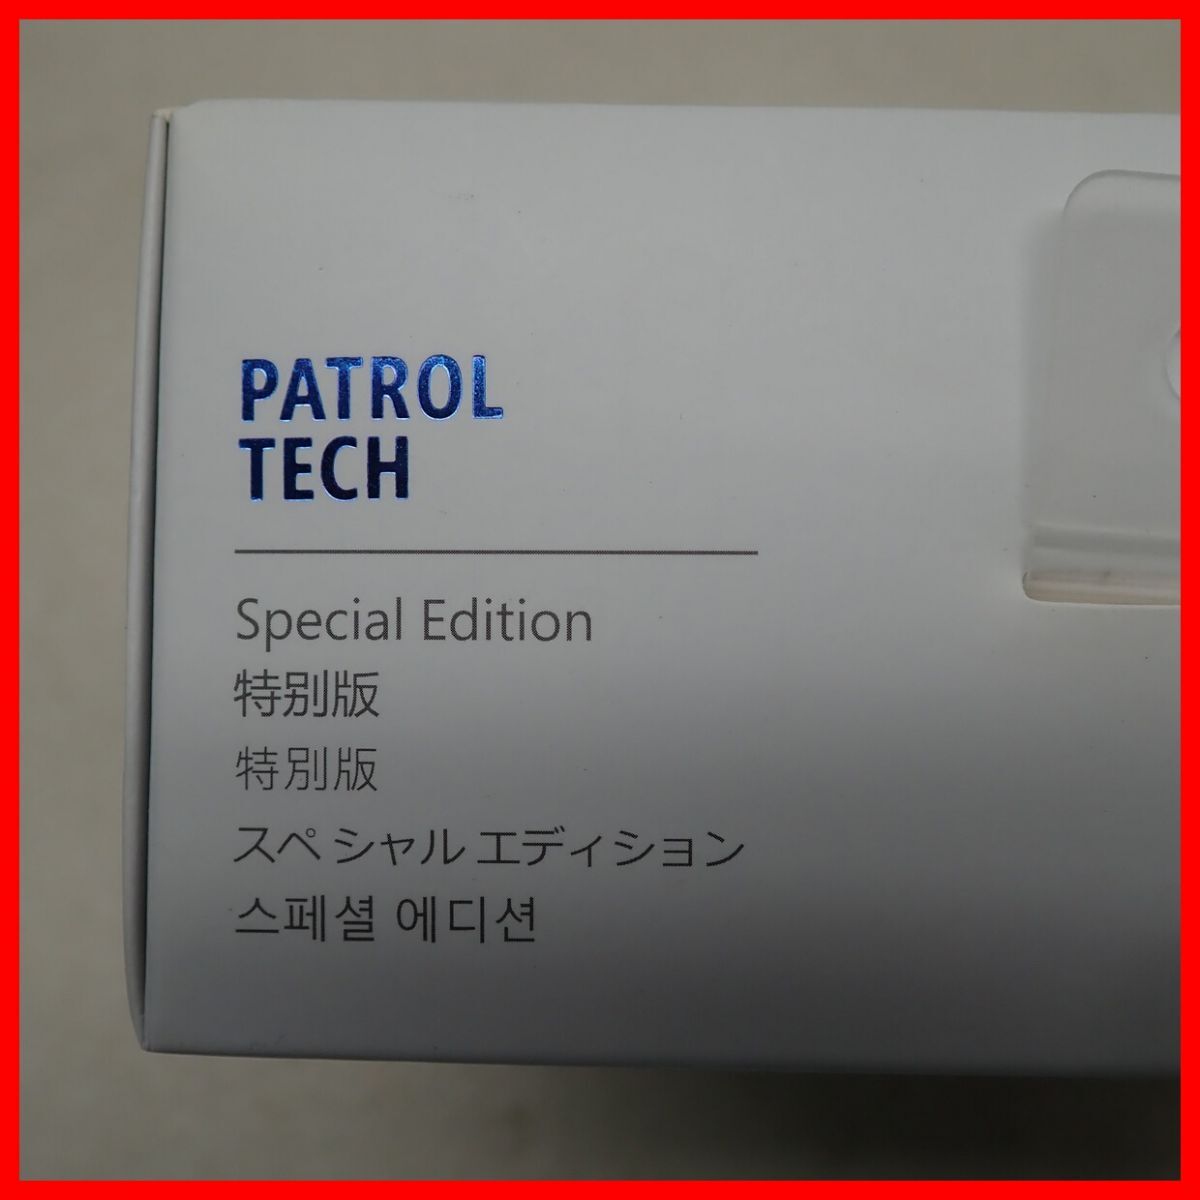 PATROL
TECH
Special Edition
特别版
特別版
スペシャル エディション
스페셜 에디션